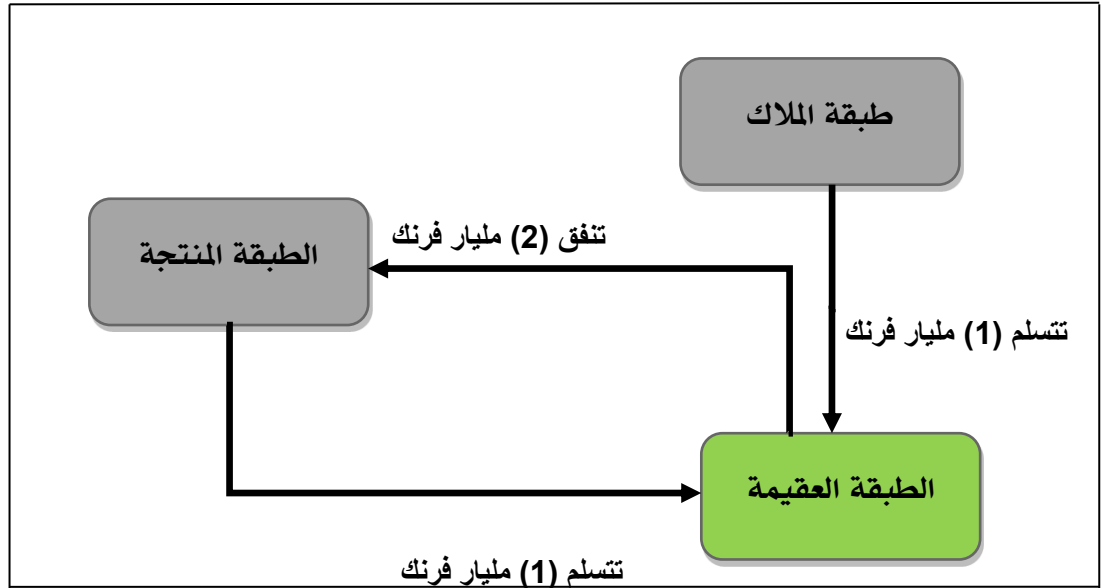 طبقة الملاك
تنفق (2) مليار فرنك
الطبقة المنتجة
تتسلم (1) مليار فرنك
الطبقة العقيمة
تتسلم (1) مليار فرنك